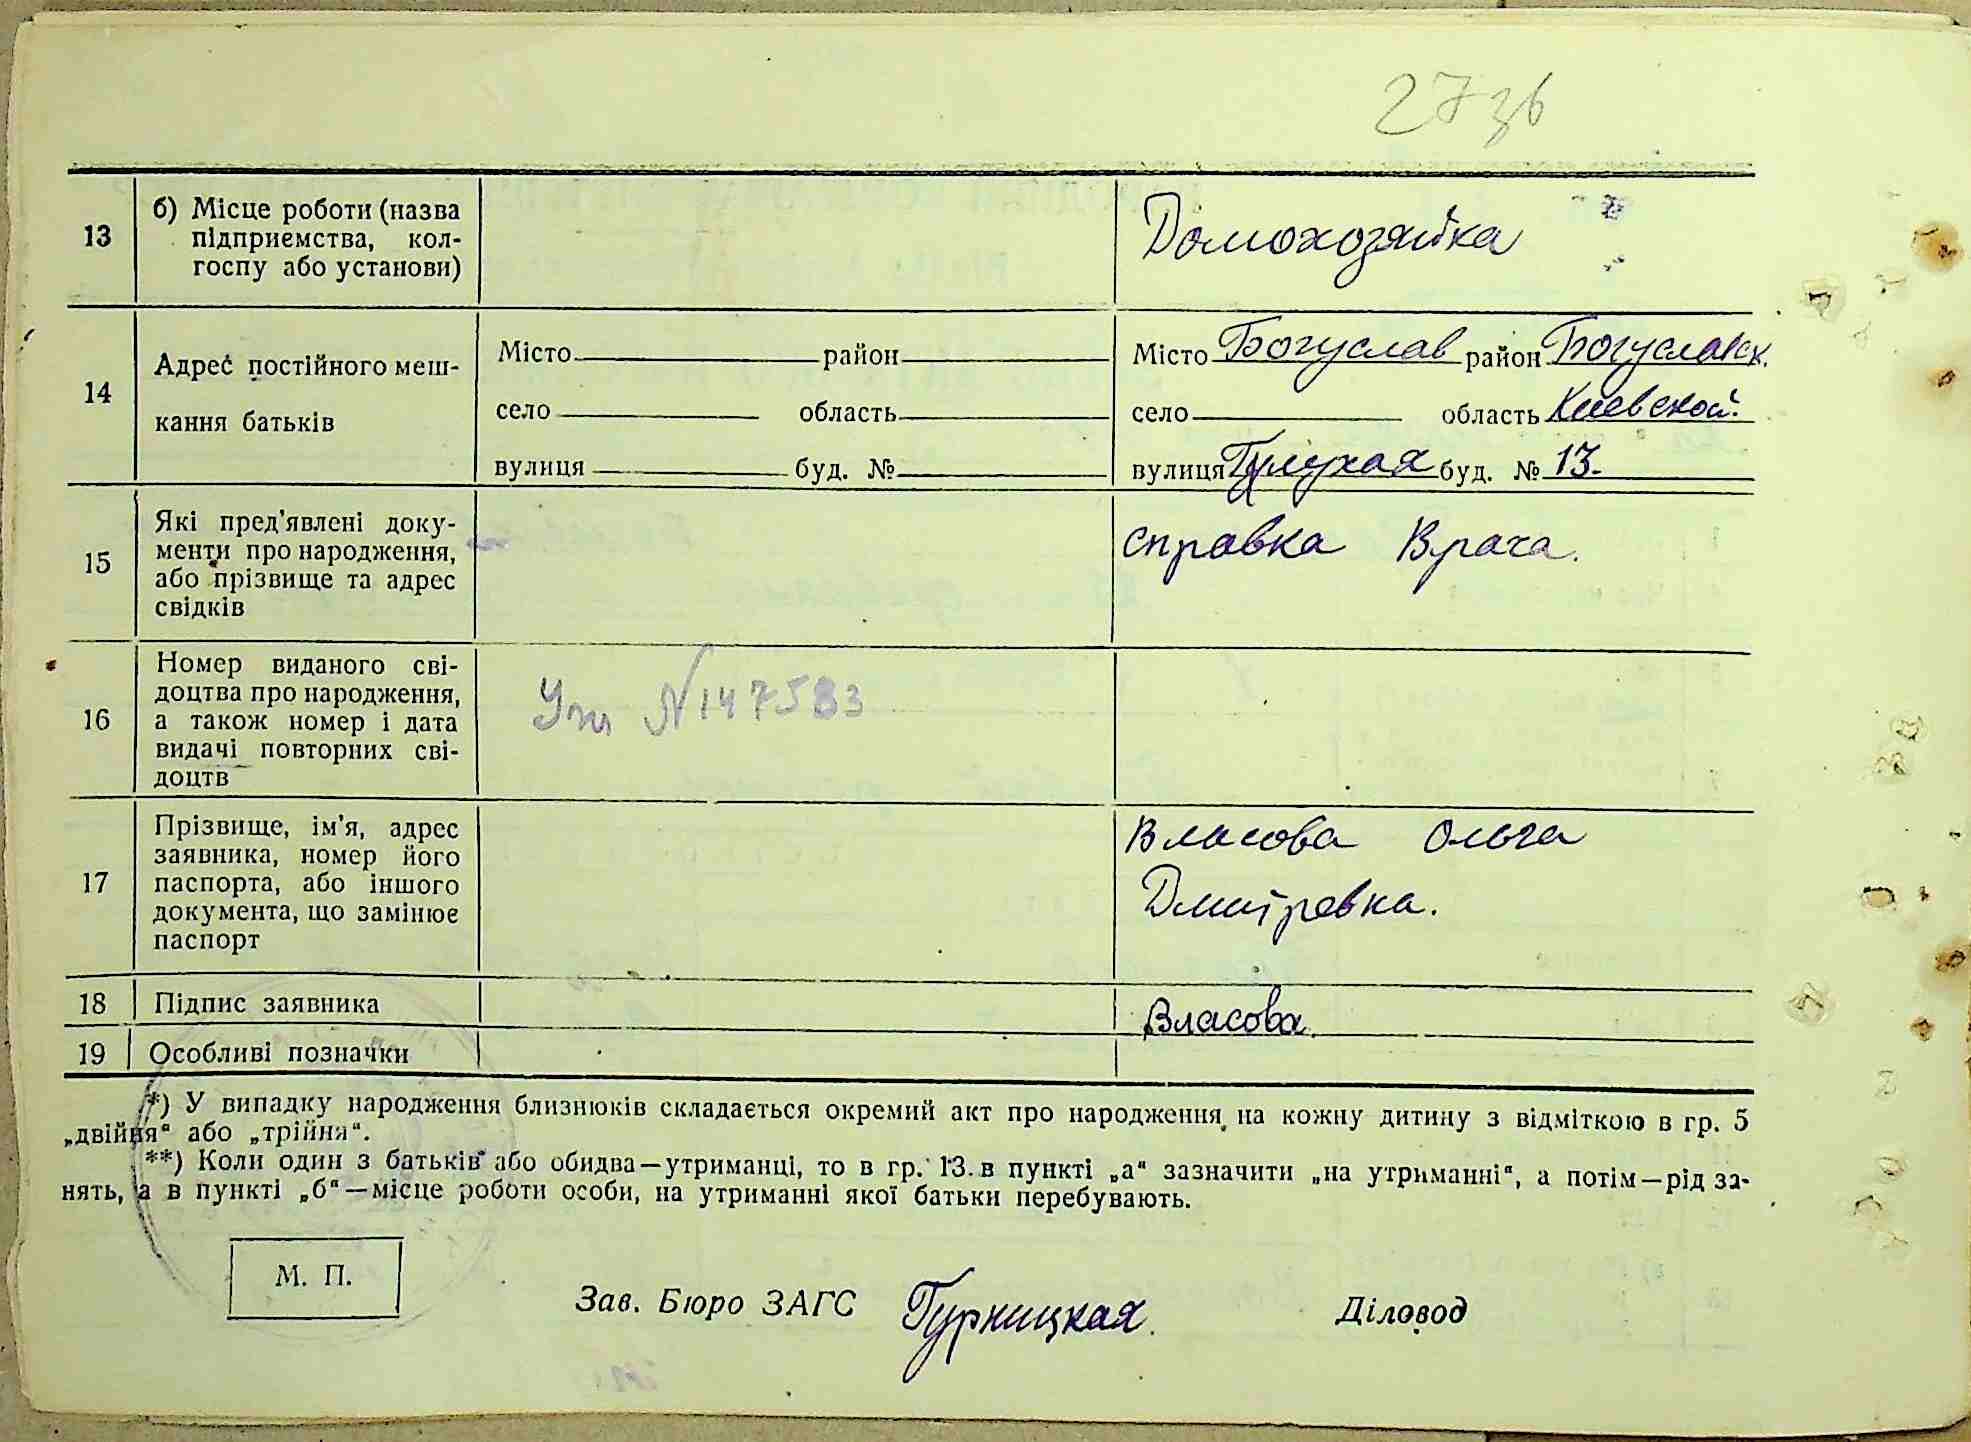 27зв
13 б) Місце роботи (назва
підприємства, кол-
госпу або установи)
Домохозяйка
14 Адрес постійного меш-
кання батьків
Місто район
село область
вулиця буд. №
Місто Богуслав район Богуславск.
село область Киевской.
вулиця буд. № 13.
15 Які пред'явлені доку-
менти про народження,
або прізвище та адрес
свідків
справка Врача.
16 Номер виданого сві-
доцтва про народження,
а також номер і дата
видачі повторних сві-
доцтв
N147583
17 Прізвище, ім'я, адрес
заявника, номер його
паспорта, або іншого
документа, що замінює
паспорт
Власова Ольга
Дмитревна.
18 Підпис заявника
Власова.
19 Особливі позначки
*) У випадку народження близнюків складається окремий акт про народження на кожну дитину з відміткою в гр. 5
„двійня“ або „трійня“.
**) Коли один з батьків або обидва—утриманці, то в гр. 13 в пункті „а“ зазначити „на утриманні“, а потім—рід за-
нять, а в пункті „б“—місце роботи особи, на утриманні якої батьки перебувають.
М. П.
Зав. Бюро ЗАГС Гурницкая.
Діловод